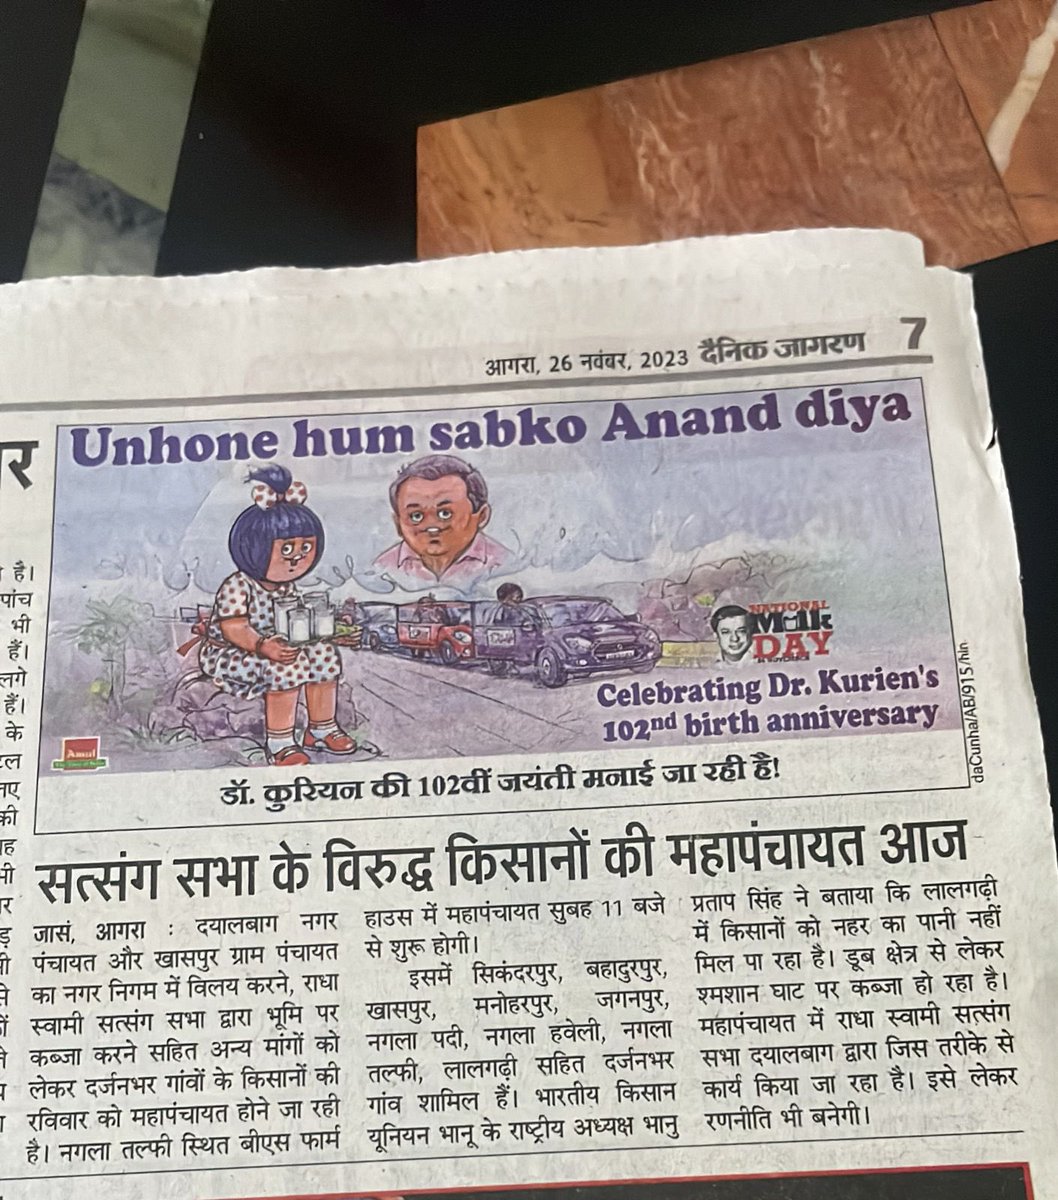 आगरा, 26 नवंबर, 2023 दैनिक जागरण 7
Unhone hum sabko Anand diya
NATIONAL
Milk
DAY
Celebrating Dr. Kurien's
102nd birth anniversary
Amul
daCunha/AB/915/hin
डॉ. कुरियन की 102वीं जयंती मनाई जा रही है!
सत्संग सभा के विरुद्ध किसानों की महापंचायत आज
जासं, आगरा : दयालबाग नगर
पंचायत और खासपुर ग्राम पंचायत
का नगर निगम में विलय करने, राधा
स्वामी सत्संग सभा द्वारा भूमि पर
कब्जा करने सहित अन्य मांगों को
लेकर दर्जनभर गांवों के किसानों की
रविवार को महापंचायत होने जा रही
है। नगला तल्फी स्थित बीएस फार्म
हाउस में महापंचायत सुबह 11 बजे
से शुरू होगी।
इसमें सिकंदरपुर, बहादुरपुर,
खासपुर, मनोहरपुर, जगनपुर,
नगला पदी, नगला हवेली, नगला
तल्फी, लालगढ़ी सहित दर्जनभर
गांव शामिल हैं। भारतीय किसान
यूनियन भानु के राष्ट्रीय अध्यक्ष भानु
प्रताप सिंह ने बताया कि लालगढ़ी
में किसानों को नहर का पानी नहीं
मिल पा रहा है। डूब क्षेत्र से लेकर
श्मशान घाट पर कब्जा हो रहा है।
महापंचायत में राधा स्वामी सत्संग
सभा दयालबाग द्वारा जिस तरीके से
कार्य किया जा रहा है। इसे लेकर
रणनीति भी बनेगी।
है।
पांच
भी
हैं।
लगे
हैं।
के
की